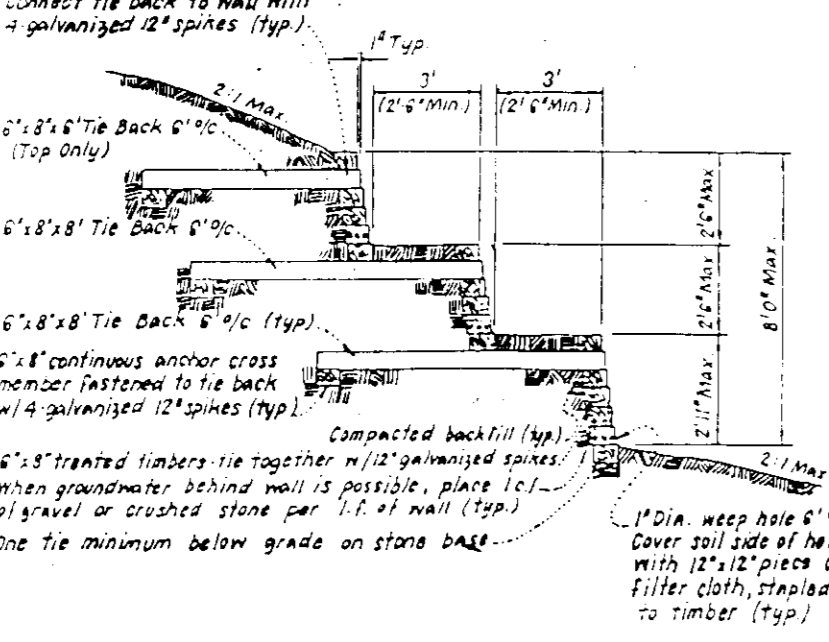 Connect tie back to wall with
4-galvanized 12" spikes (typ.)
1" Typ.
3'
3'
(2'-6" Min.)
(2'6" Min.)
2:1 Max
6"x8"x6' Tie Back 6' o/c
(Top Only)
6"x8"x8' Tie Back 6' o/c
6"x8"x8' Tie Back 6' o/c (typ)
6"x8" continuous anchor cross
member fastened to tie back
w/4-galvanized 12" spikes (typ)
2'6" Max
2'6" Max
2'11" Max.
8'0" Max
Compacted backfill (typ.)
6"x8" treated timbers-tie together w/12" galvanized spikes.
When groundwater behind wall is possible, place 1c.f.
of gravel or crushed stone per l.f. of wall (typ.)
One tie minimum below grade on stone base
2:1 Max
1" Dia. weep hole 6'
Cover soil side of
with 12"x12" piece
filter cloth, stapled
to timber (typ.)